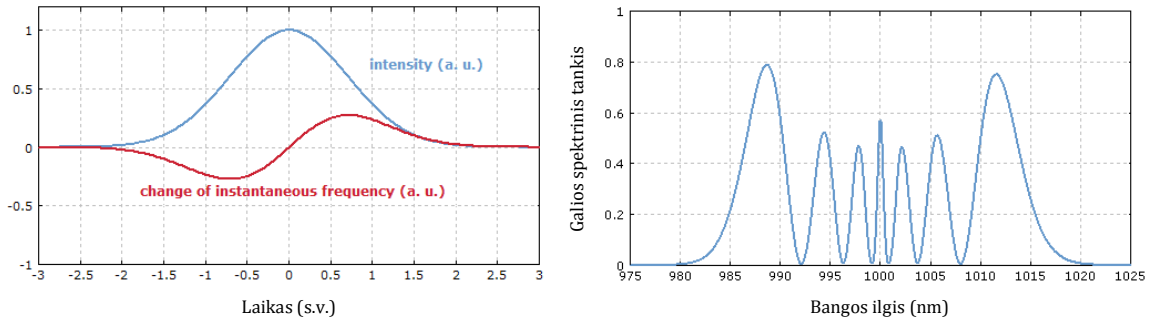 1
0.5
0
-0.5
-1
intensity (a. u.)
change of instantaneous frequency (a. u.)
-3 -2.5 -2 -1.5 -1 -0.5 0 0.5 1 1.5 2 2.5 3
Laikas (s.v.)
Galios spektrinis tankis
1
0.8
0.6
0.4
0.2
0
975 980 985 990 995 1000 1005 1010 1015 1020 1025
Bangos ilgis (nm)